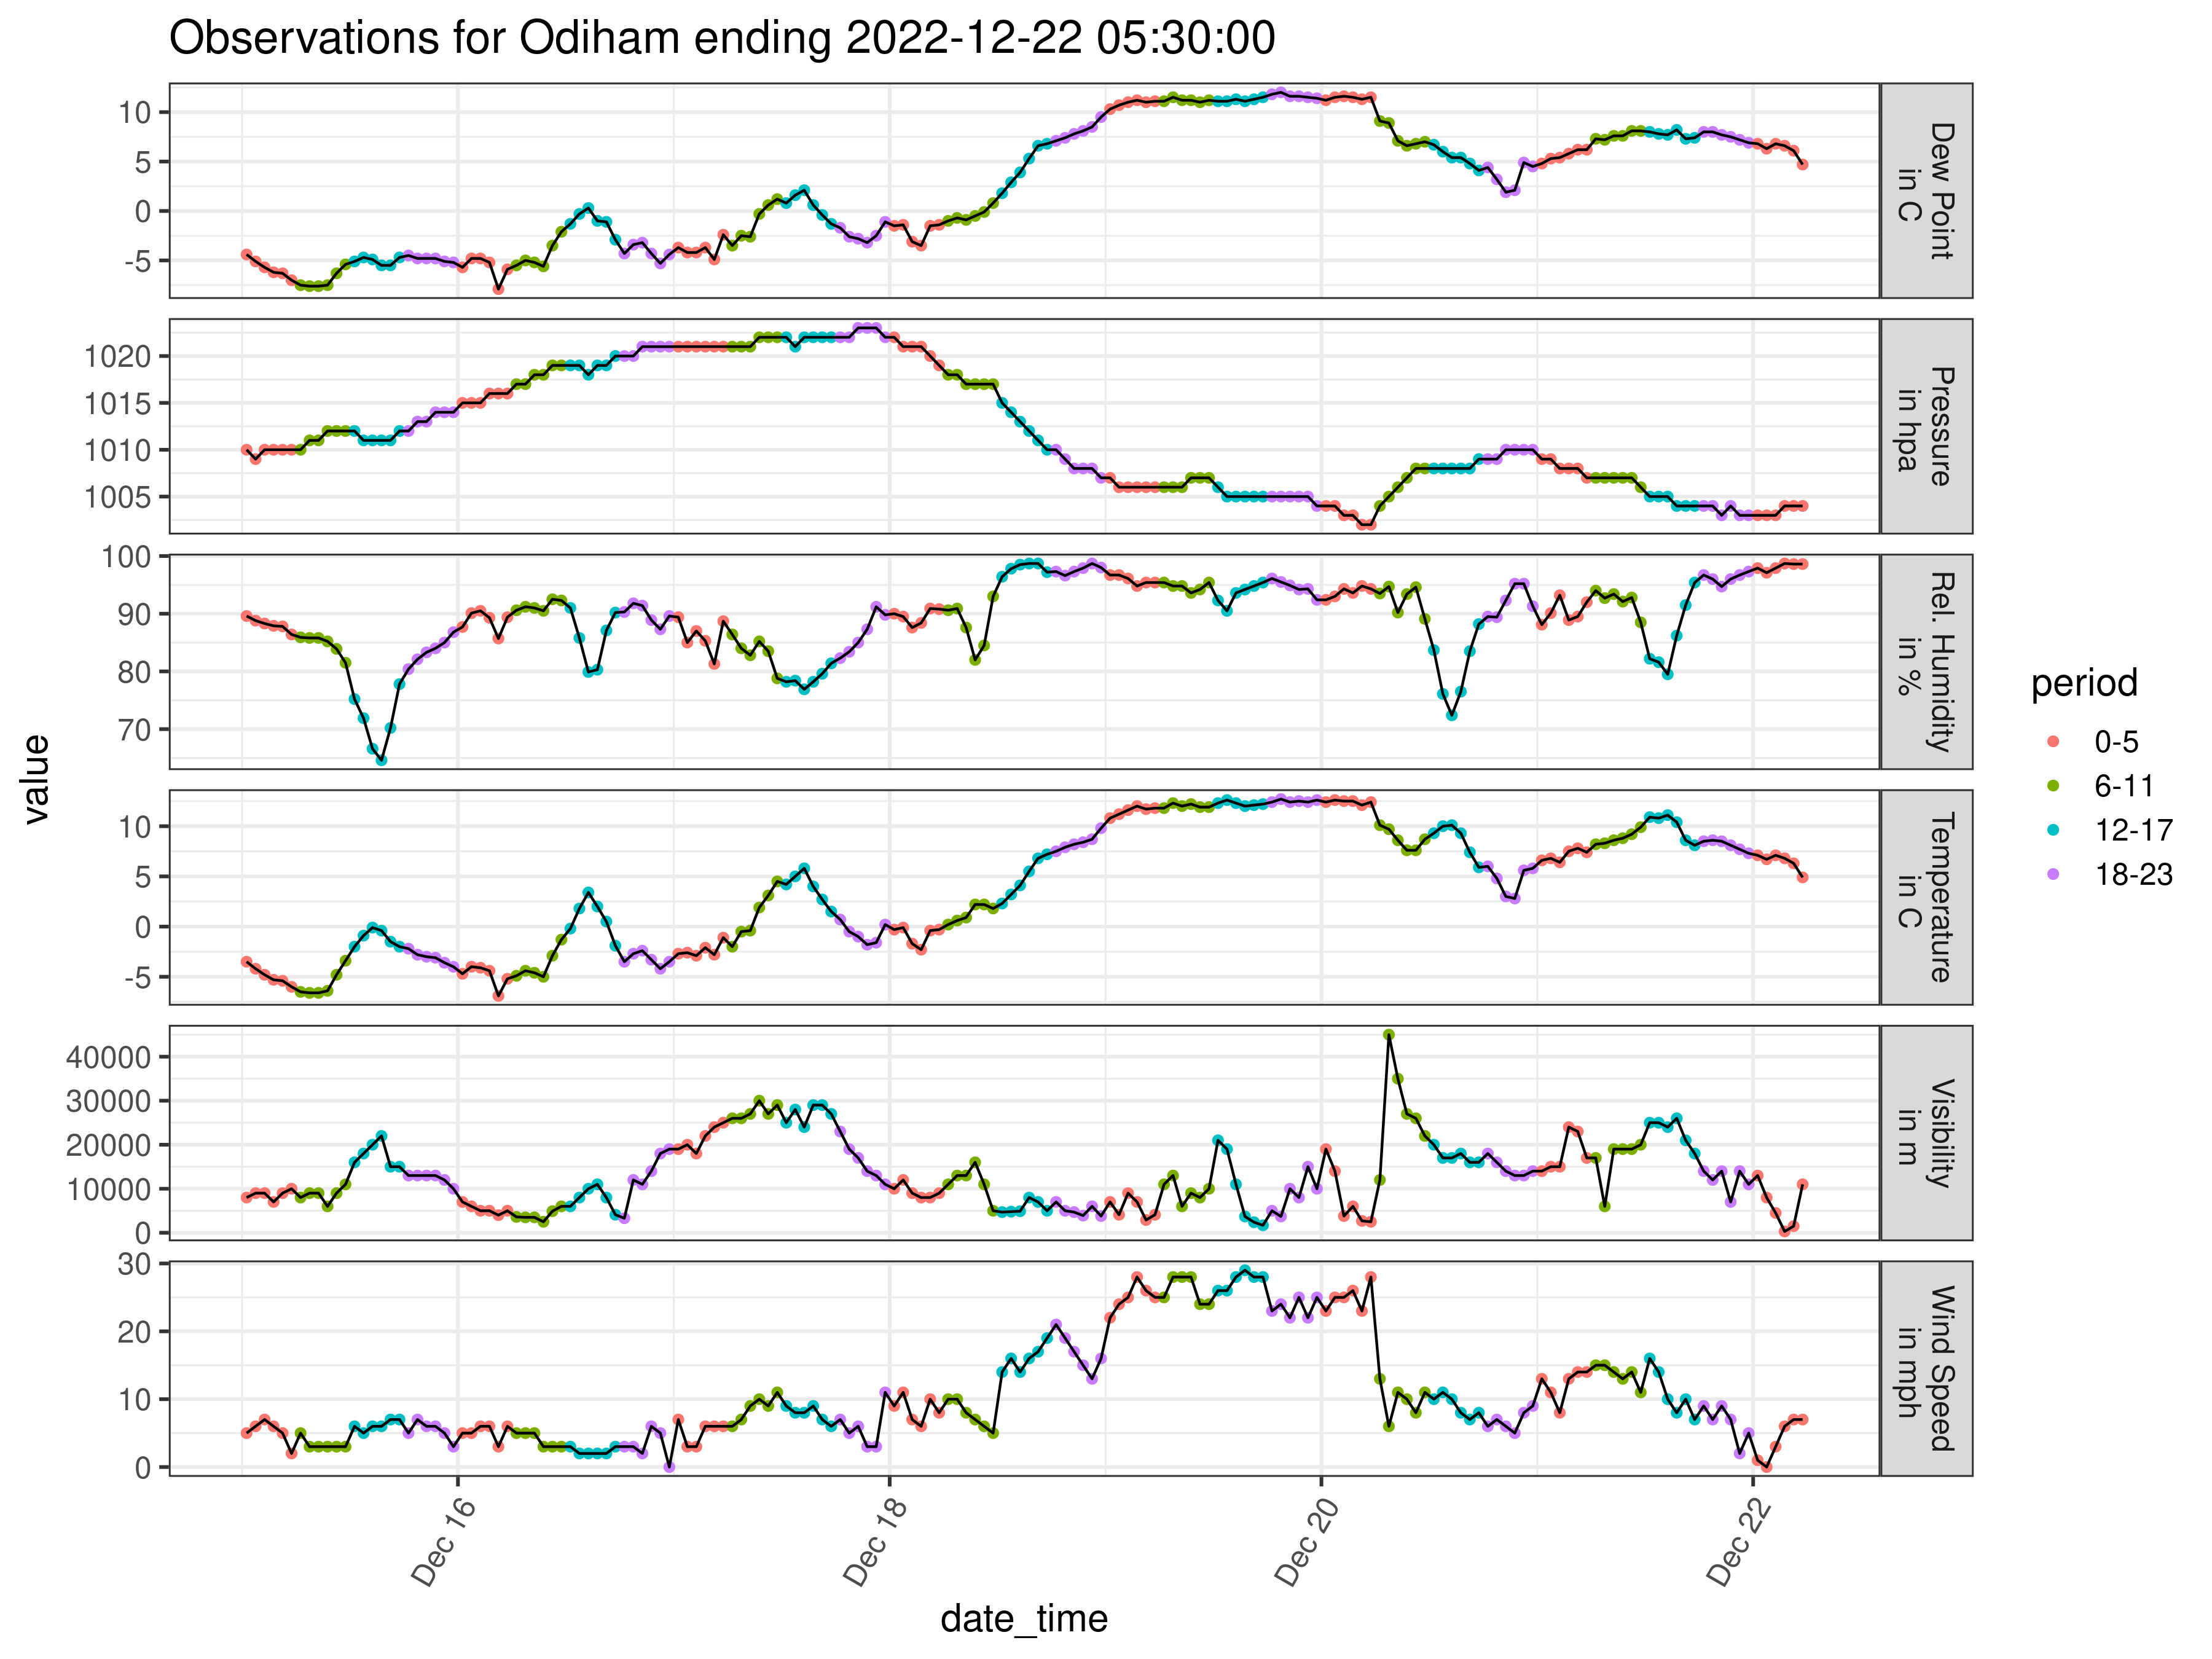 Observations for Odiham ending 2022-12-22 05:30:00
value
10
5
0
-5
Dew Point
in C
1020
1015
1010
1005
Pressure
in hpa
100
90
80
70
Rel. Humidity
in %
10
5
0
-5
Temperature
in C
40000
30000
20000
10000
0
Visibility
in m
30
20
10
0
Wind Speed
in mph
Dec 16
Dec 18
Dec 20
Dec 22
date_time
period
0-5
6-11
12-17
18-23